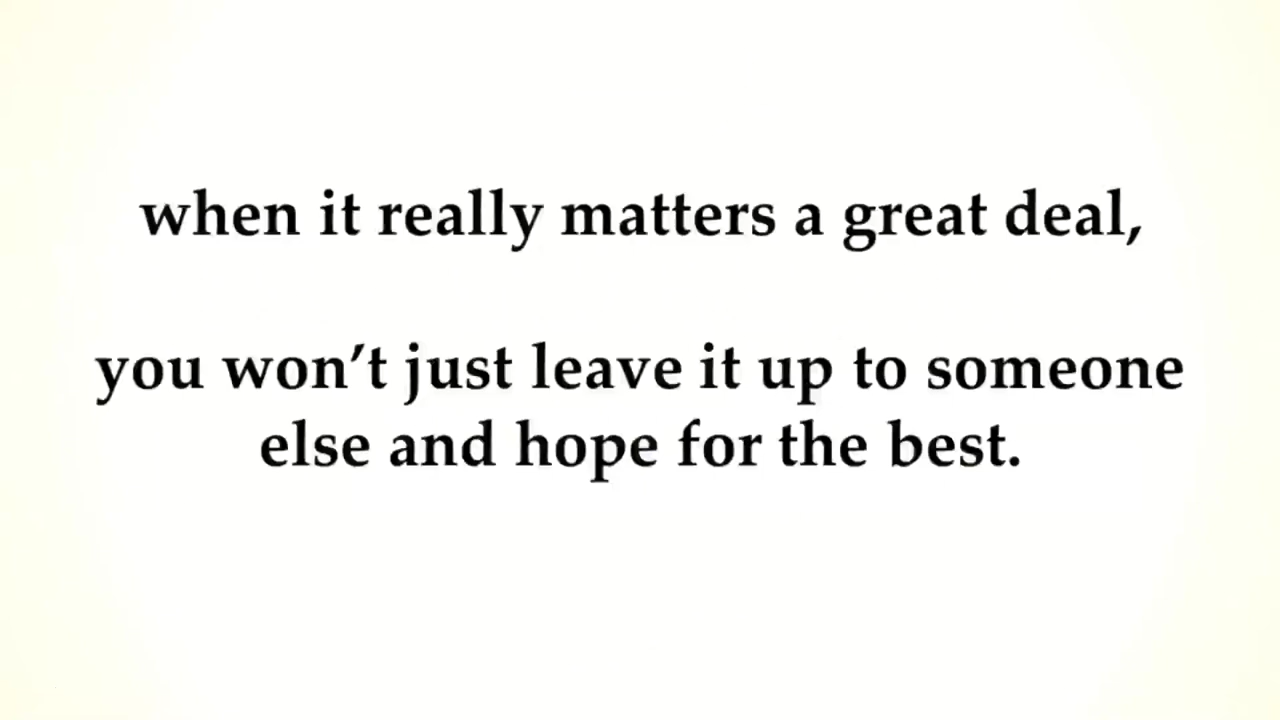 when it really matters a great deal,
you won’t just leave it up to someone
else and hope for the best.